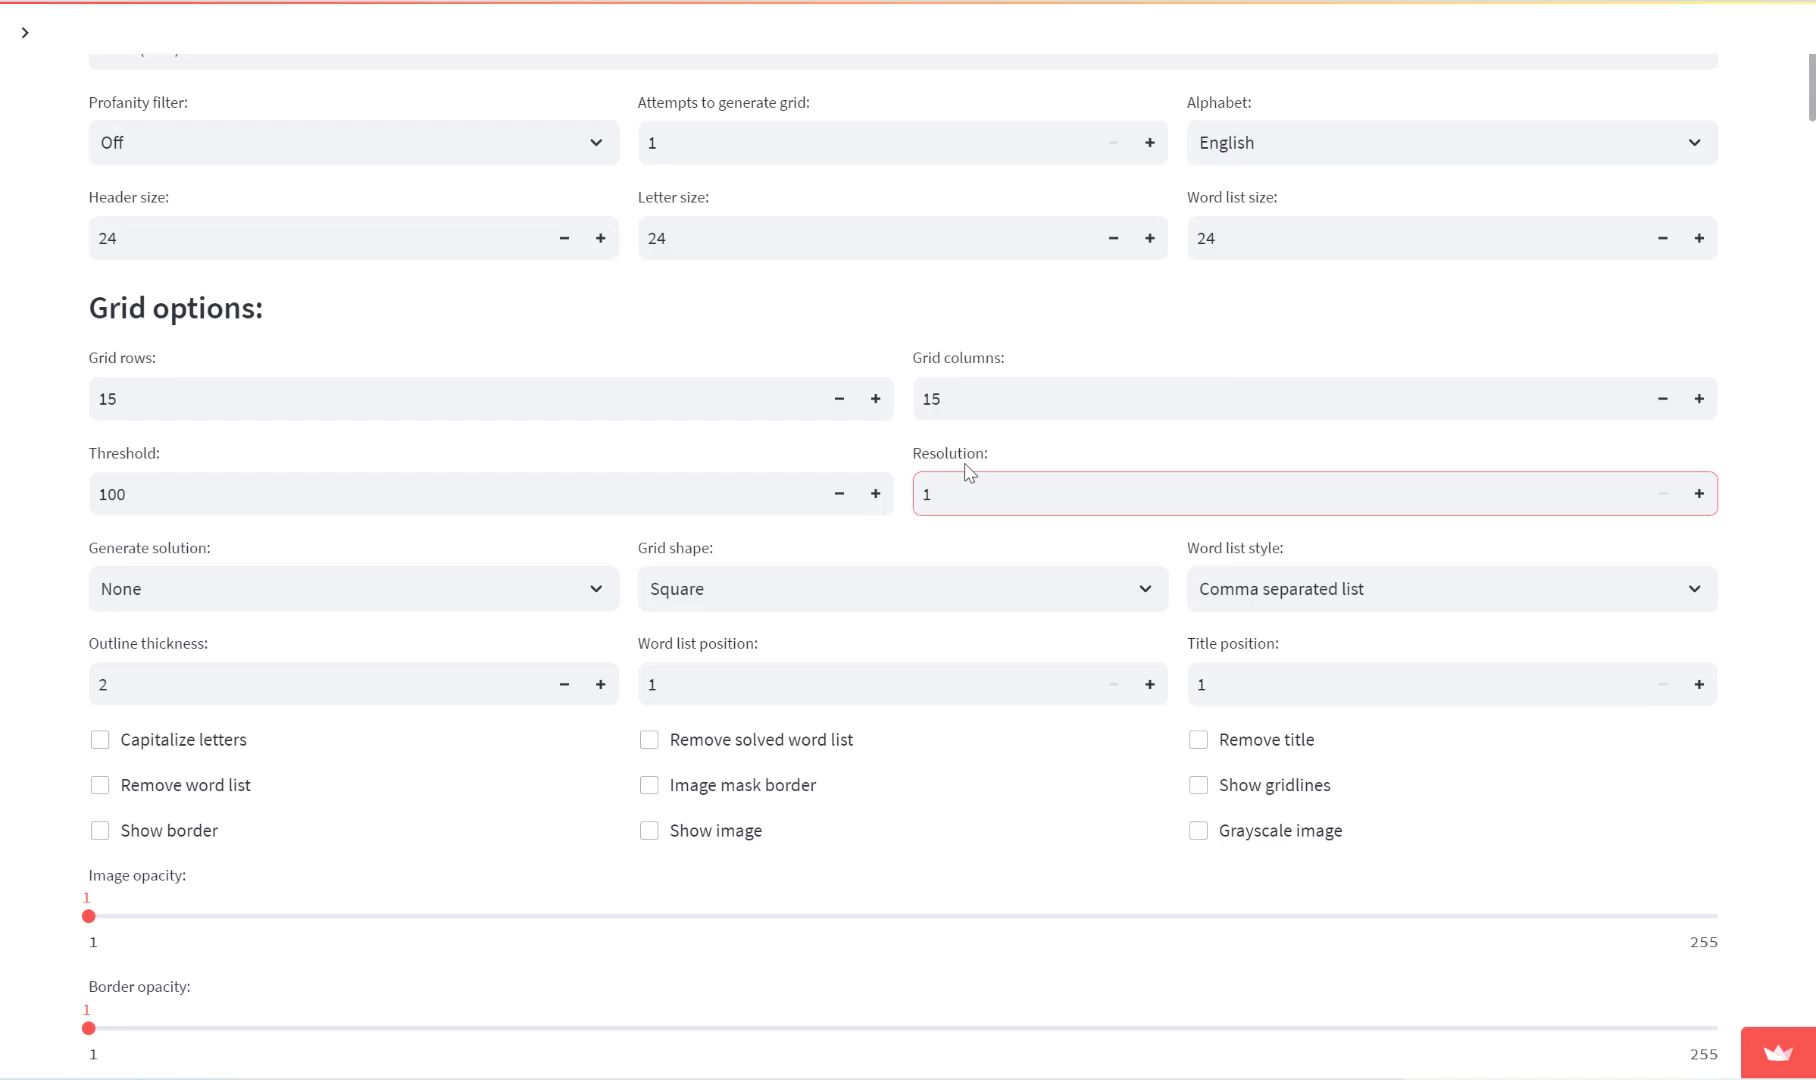 Profanity filter: Attempts to generate grid: Alphabet:
Off 1 English
Header size: Letter size: Word list size:
24 24 24
Grid options:
Grid rows: Grid columns:
15 15
Threshold: Resolution:
100 1
Generate solution: Grid shape: Word list style:
None Square Comma separated list
Outline thickness: Word list position: Title position:
2 1 1
Capitalize letters Remove solved word list Remove title
Remove word list Image mask border Show gridlines
Show border Show image Grayscale image
Image opacity:
1
1 255
Border opacity:
1
1 255